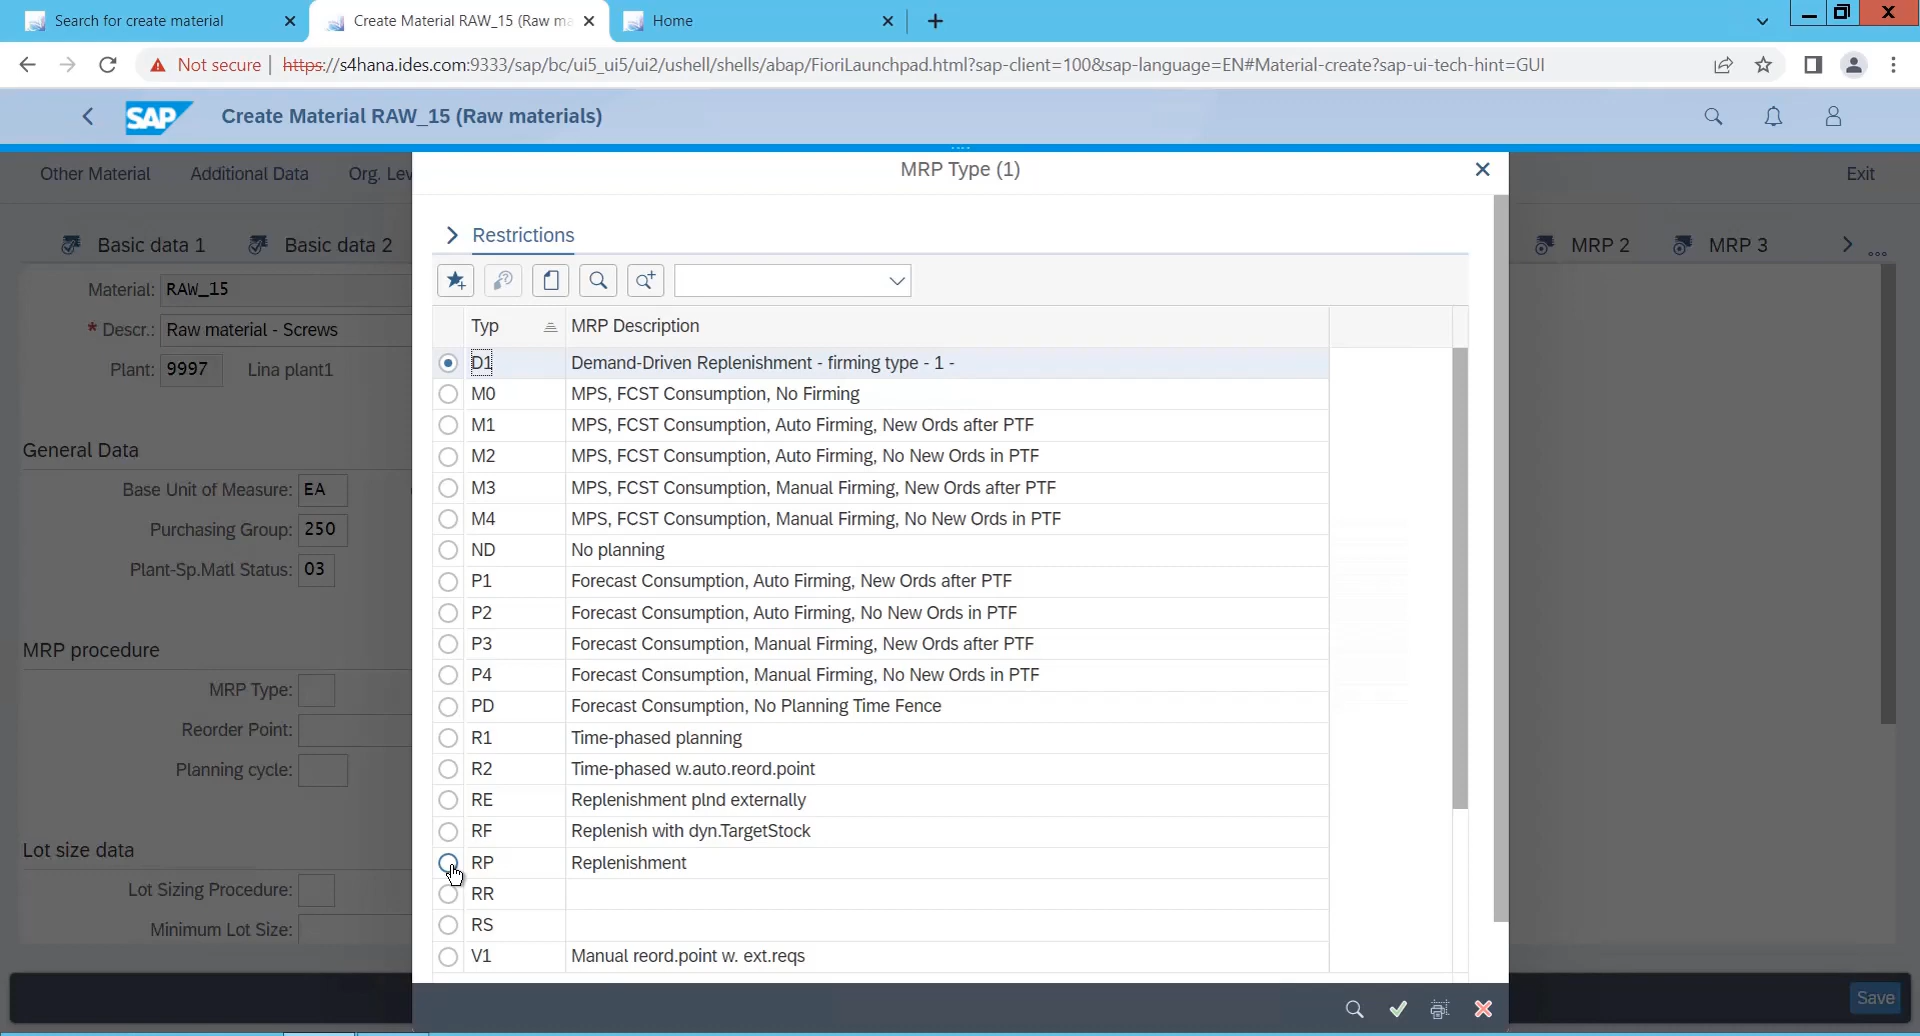 Search for create material
Create Material RAW_15 (Raw ma
Home
Not secure
https://s4hana.ides.com:9333/sap/bc/ui5_ui5/ui2/ushell/shells/abap/FioriLaunchpad.html?sap-client=100&sap-language=EN#Material-create?sap-ui-tech-hint=GUI
SAP
Create Material RAW_15 (Raw materials)
Other Material
Additional Data
Org. Lev
Exit
MRP Type (1)
Basic data 1
Basic data 2
MRP 2
MRP 3
Material: RAW_15
* Descr.: Raw material - Screws
Plant: 9997 Lina plant1
General Data
Base Unit of Measure: EA
Purchasing Group: 250
Plant-Sp.Matl Status: 03
MRP procedure
MRP Type:
Reorder Point:
Planning cycle:
Lot size data
Lot Sizing Procedure:
Minimum Lot Size:
Restrictions
Typ MRP Description
D1 Demand-Driven Replenishment - firming type - 1 -
M0 MPS, FCST Consumption, No Firming
M1 MPS, FCST Consumption, Auto Firming, New Ords after PTF
M2 MPS, FCST Consumption, Auto Firming, No New Ords in PTF
M3 MPS, FCST Consumption, Manual Firming, New Ords after PTF
M4 MPS, FCST Consumption, Manual Firming, No New Ords in PTF
ND No planning
P1 Forecast Consumption, Auto Firming, New Ords after PTF
P2 Forecast Consumption, Auto Firming, No New Ords in PTF
P3 Forecast Consumption, Manual Firming, New Ords after PTF
P4 Forecast Consumption, Manual Firming, No New Ords in PTF
PD Forecast Consumption, No Planning Time Fence
R1 Time-phased planning
R2 Time-phased w.auto.reord.point
RE Replenishment plnd externally
RF Replenish with dyn.TargetStock
RP Replenishment
RR
RS
V1 Manual reord.point w. ext.reqs
Save